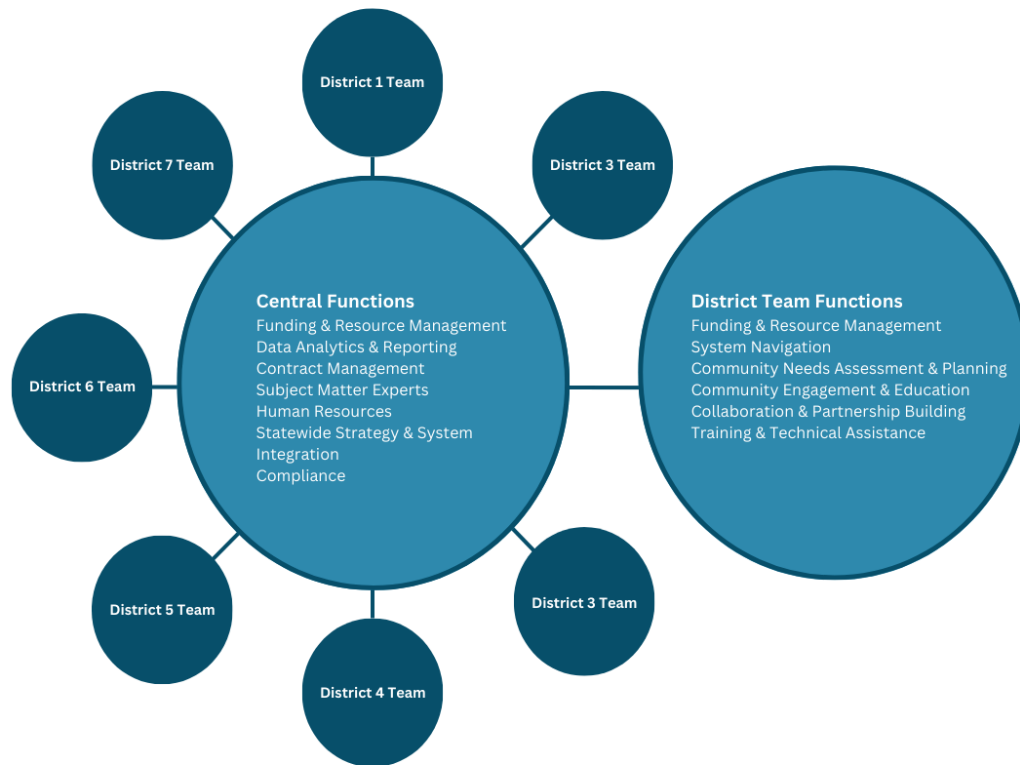 District 1 Team
District 7 Team
District 3 Team
Central Functions
Funding & Resource Management
Data Analytics & Reporting
Contract Management
Subject Matter Experts
Human Resources
Statewide Strategy & System
Integration
Compliance
District Team Functions
Funding & Resource Management
System Navigation
Community Needs Assessment & Planning
Community Engagement & Education
Collaboration & Partnership Building
Training & Technical Assistance
District 6 Team
District 5 Team
District 3 Team
District 4 Team